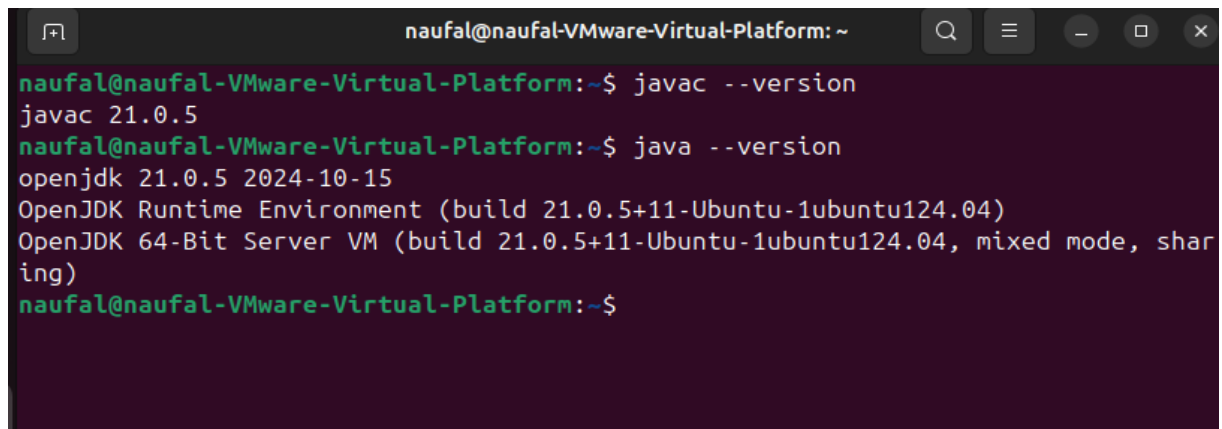 naufal@naufal-VMware-Virtual-Platform: ~
naufal@naufal-VMware-Virtual-Platform:~$ javac --version
javac 21.0.5
naufal@naufal-VMware-Virtual-Platform:~$ java --version
openjdk 21.0.5 2024-10-15
OpenJDK Runtime Environment (build 21.0.5+11-Ubuntu-1ubuntu124.04)
OpenJDK 64-Bit Server VM (build 21.0.5+11-Ubuntu-1ubuntu124.04, mixed mode, shar
ing)
naufal@naufal-VMware-Virtual-Platform:~$